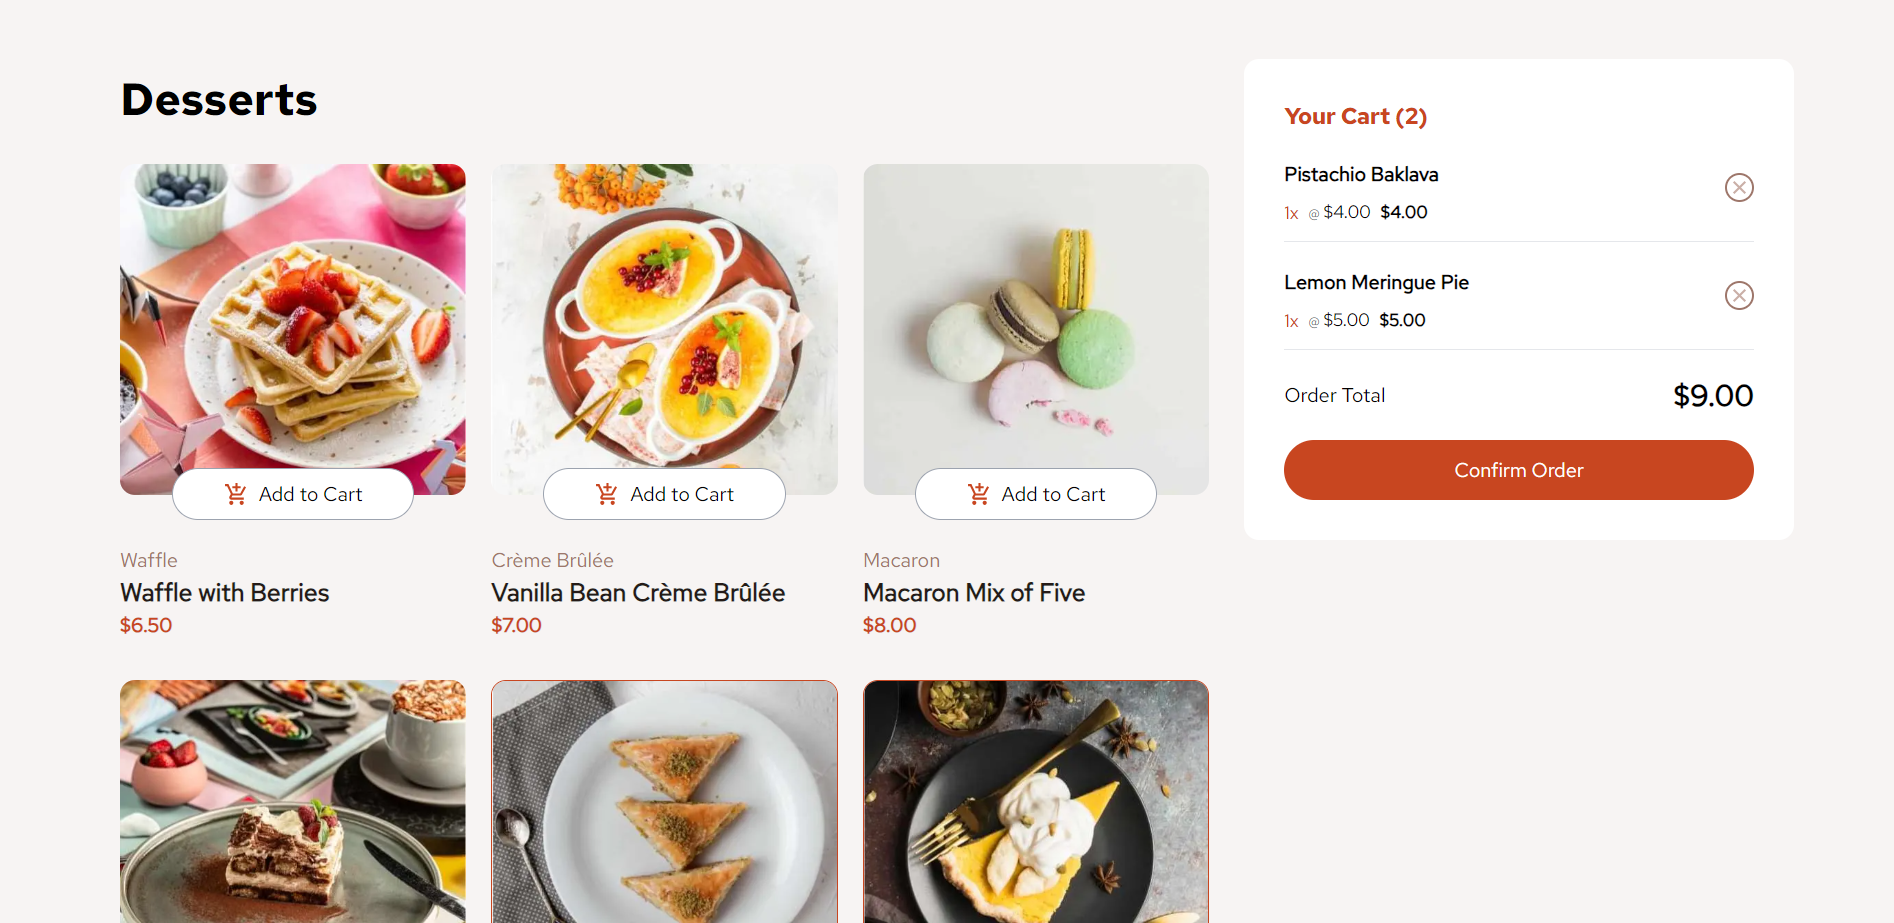 Desserts
Add to Cart
Add to Cart
Add to Cart
Waffle
Waffle with Berries
$6.50
Crème Brûlée
Vanilla Bean Crème Brûlée
$7.00
Macaron
Macaron Mix of Five
$8.00
Your Cart (2)
Pistachio Baklava
1x @ $4.00 $4.00
Lemon Meringue Pie
1x @ $5.00 $5.00
Order Total $9.00
Confirm Order